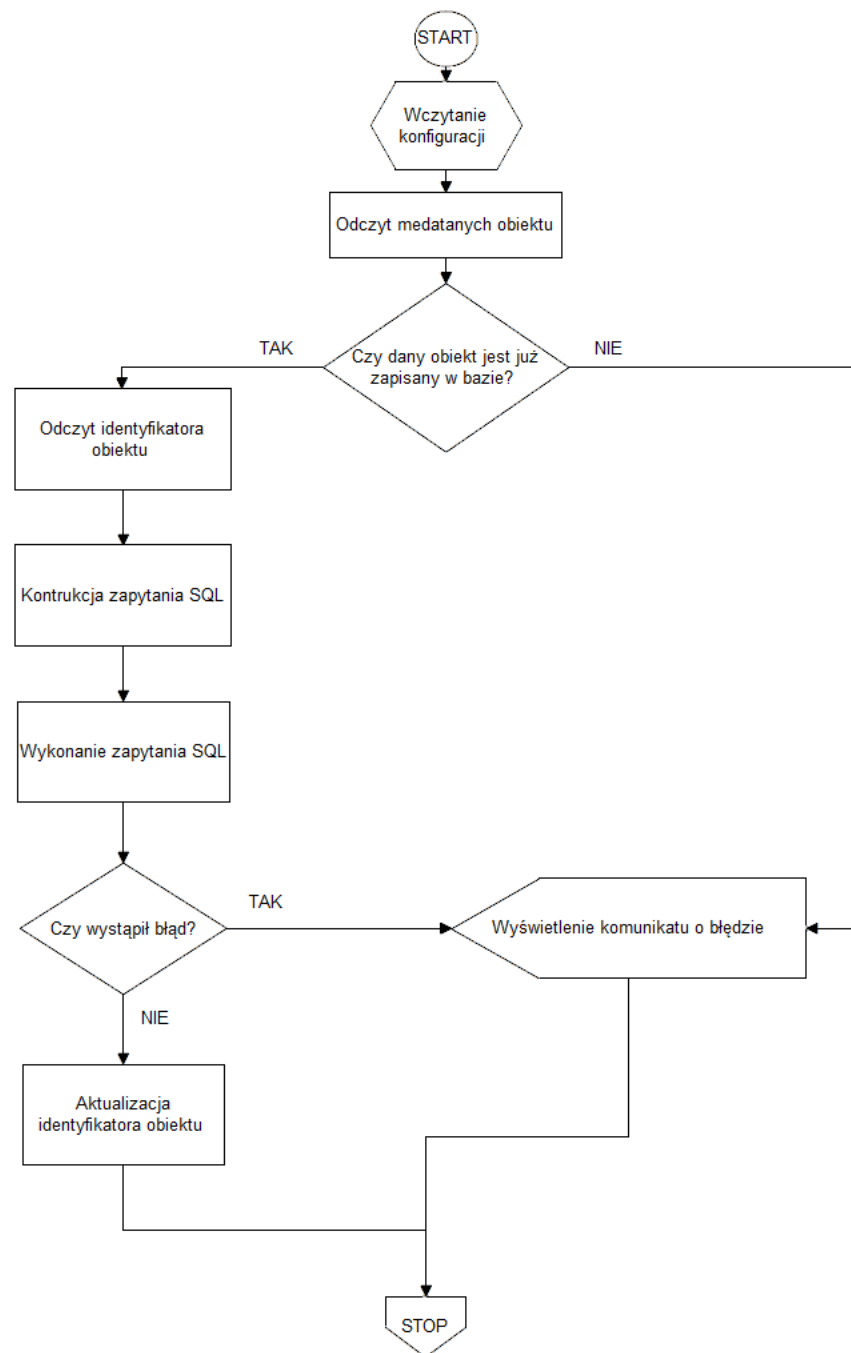 START
Wczytanie
konfiguracji
Odczyt medatanych obiektu
TAK
Czy dany obiekt jest już
zapisany w bazie?
NIE
Odczyt identyfikatora
obiektu
Kontrukcja zapytania SQL
Wykonanie zapytania SQL
Czy wystąpił błąd?
TAK
Wyświetlenie komunikatu o błędzie
NIE
Aktualizacja
identyfikatora obiektu
STOP